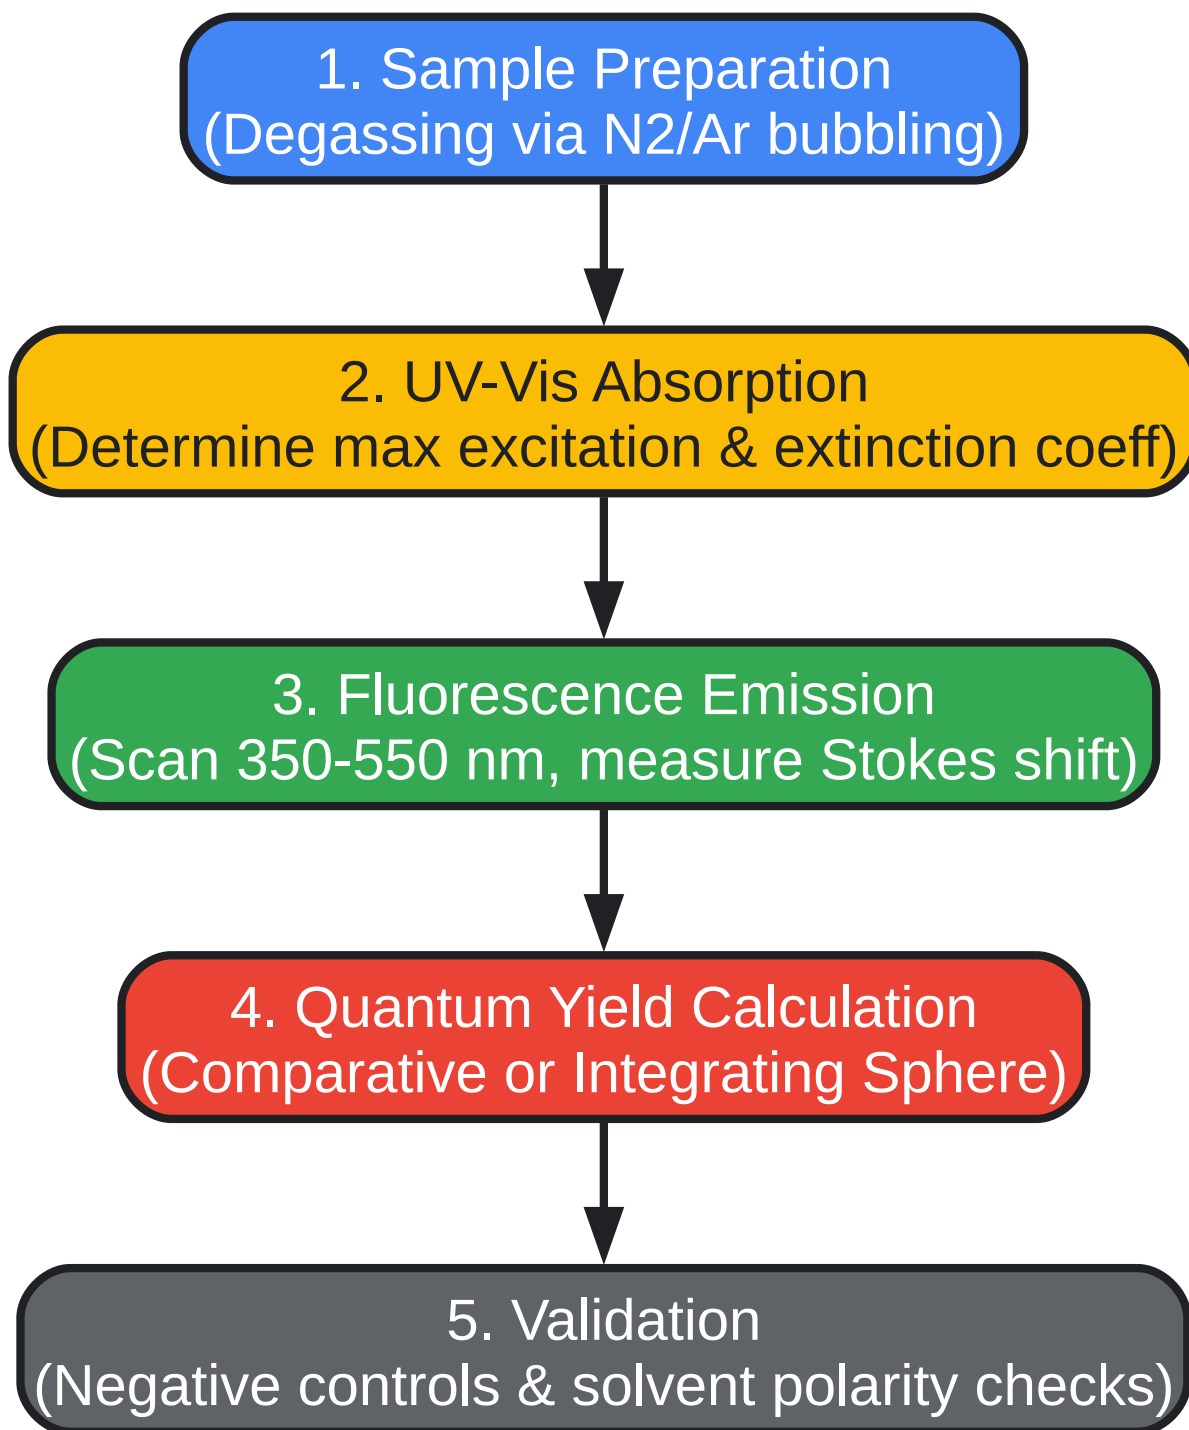 1. Sample Preparation
(Degassing via N2/Ar bubbling)
2. UV-Vis Absorption
(Determine max excitation & extinction coeff)
3. Fluorescence Emission
(Scan 350-550 nm, measure Stokes shift)
4. Quantum Yield Calculation
(Comparative or Integrating Sphere)
5. Validation
(Negative controls & solvent polarity checks)